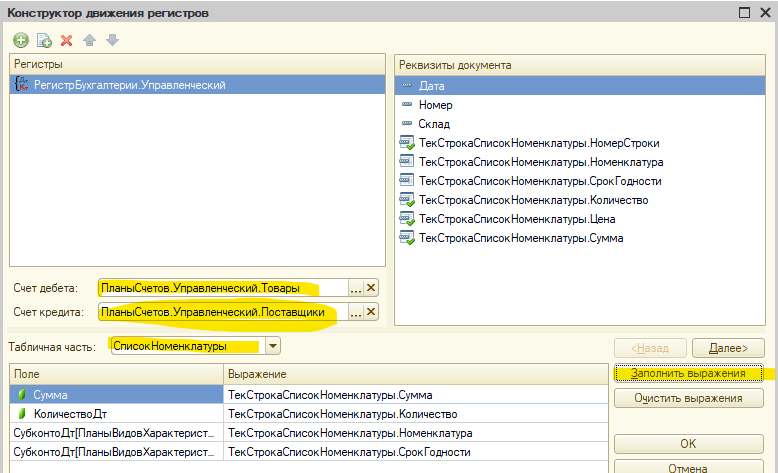 Конструктор движения регистров
Регистры
РегистрБухгалтерии.Управленческий
Реквизиты документа
Дата
Номер
Склад
ТекСтрокаСписокНоменклатуры.НомерСтроки
ТекСтрокаСписокНоменклатуры.Номенклатура
ТекСтрокаСписокНоменклатуры.СрокГодности
ТекСтрокаСписокНоменклатуры.Количество
ТекСтрокаСписокНоменклатуры.Цена
ТекСтрокаСписокНоменклатуры.Сумма
Счет дебета: ПланыСчетов.Управленческий.Товары ...
Счет кредита: ПланыСчетов.Управленческий.Поставщики ...
Табличная часть: СписокНоменклатуры
<Назад Далее>
Заполнить выражения
Очистить выражения
OK
Отмена
Поле Выражение
Сумма ТекСтрокаСписокНоменклатуры.Сумма
КоличествоДт ТекСтрокаСписокНоменклатуры.Количество
СубконтоДт[ПланыВидовХарактерист... ТекСтрокаСписокНоменклатуры.Номенклатура
СубконтоДт[ПланыВидовХарактерист... ТекСтрокаСписокНоменклатуры.СрокГодности